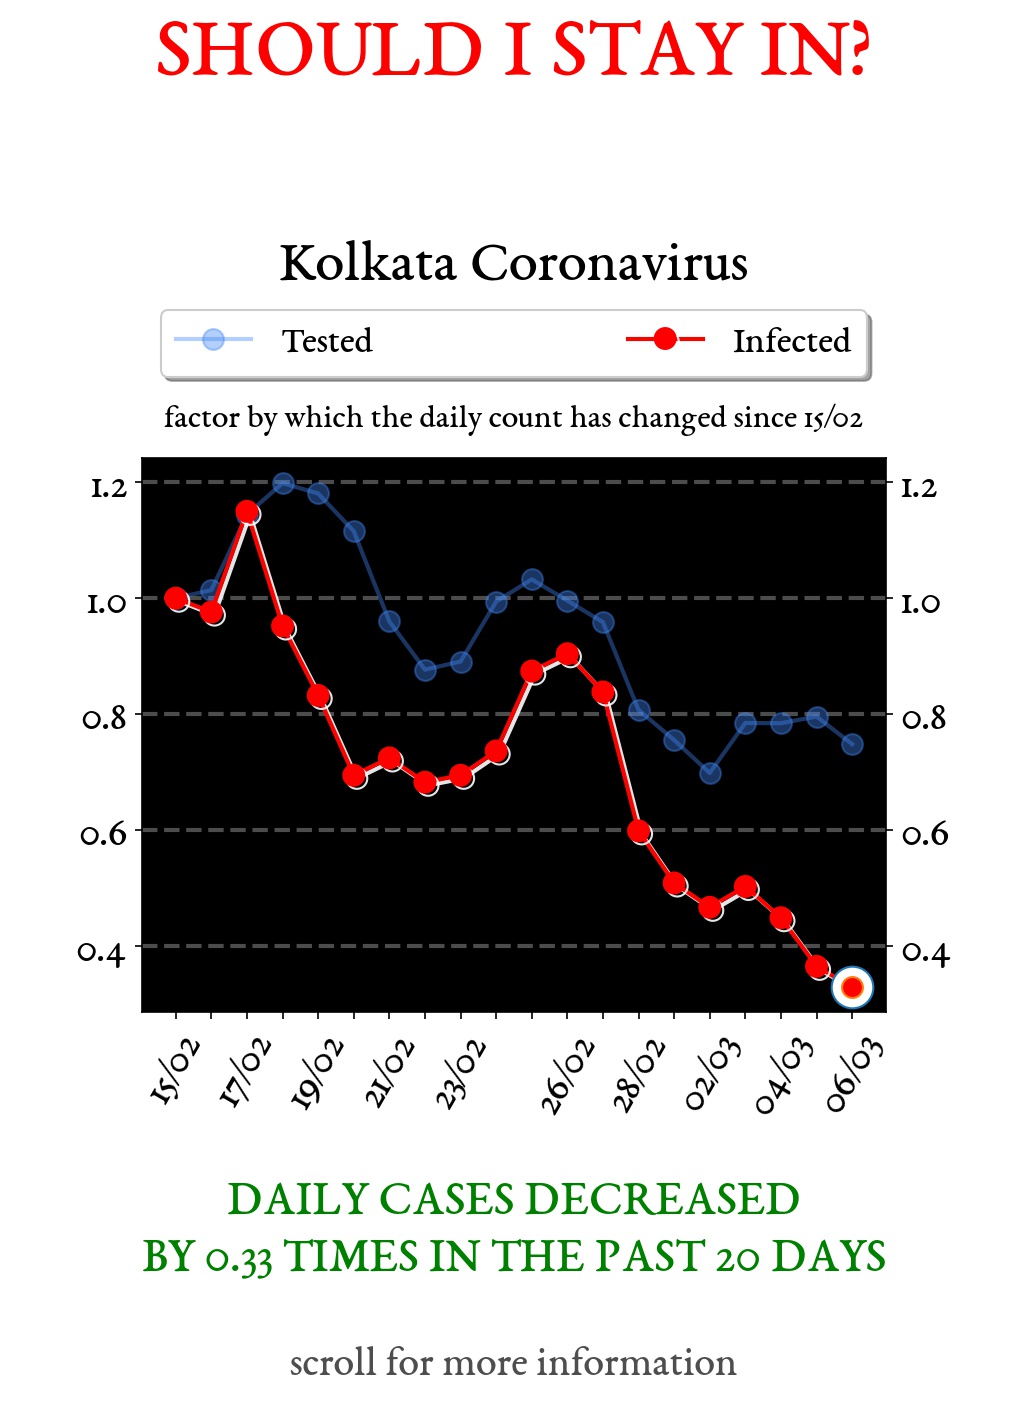 SHOULD I STAY IN?
Kolkata Coronavirus
Tested Infected
factor by which the daily count has changed since 15/02
1.2 1.2
1.0 1.0
0.8 0.8
0.6 0.6
0.4 0.4
15/02 17/02 19/02 21/02 23/02 26/02 28/02 02/03 04/03 06/03
DAILY CASES DECREASED
BY 0.33 TIMES IN THE PAST 20 DAYS
scroll for more information